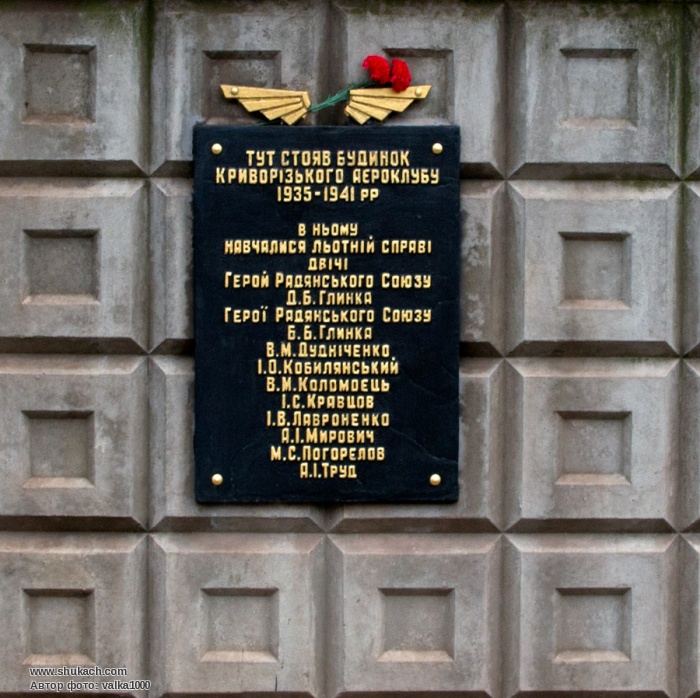 ТУТ СТОЯВ БУДИНОК
КРИВОРІЗЬКОГО АЕРОКЛУБУ
1935-1941 РР
В НЬОМУ
НАВЧАЛИСЯ ЛЬОТНІЙ СПРАВІ
ДВІЧІ
ГЕРОЙ РАДЯНСЬКОГО СОЮЗУ
Д.Б.ГЛИНКА
ГЕРОЇ РАДЯНСЬКОГО СОЮЗУ
Б.Б.ГЛИНКА
В.М.ДУДНІЧЕНКО
І.О.КОБИЛЯНСЬКИЙ
В.М.КОЛОМОЕЦЬ
І.С.КРАВЦОВ
І.В.ЛАВРОНЕНКО
А.І.МИРОВИЧ
М.С.ПОГОРЕЛОВ
А.І.ТРУД
www.shukach.com
Автор фото: valka1000